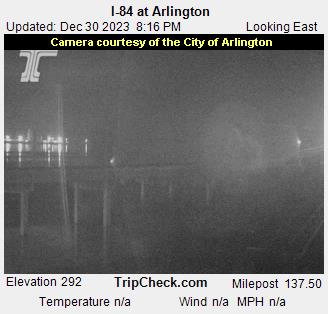 I-84 at Arlington
Updated: Dec 30 2023 8:16 PM Looking East
Camera courtesy of the City of Arlington
Elevation 292 TripCheck.com Milepost 137.50
Temperature n/a Wind n/a MPH n/a